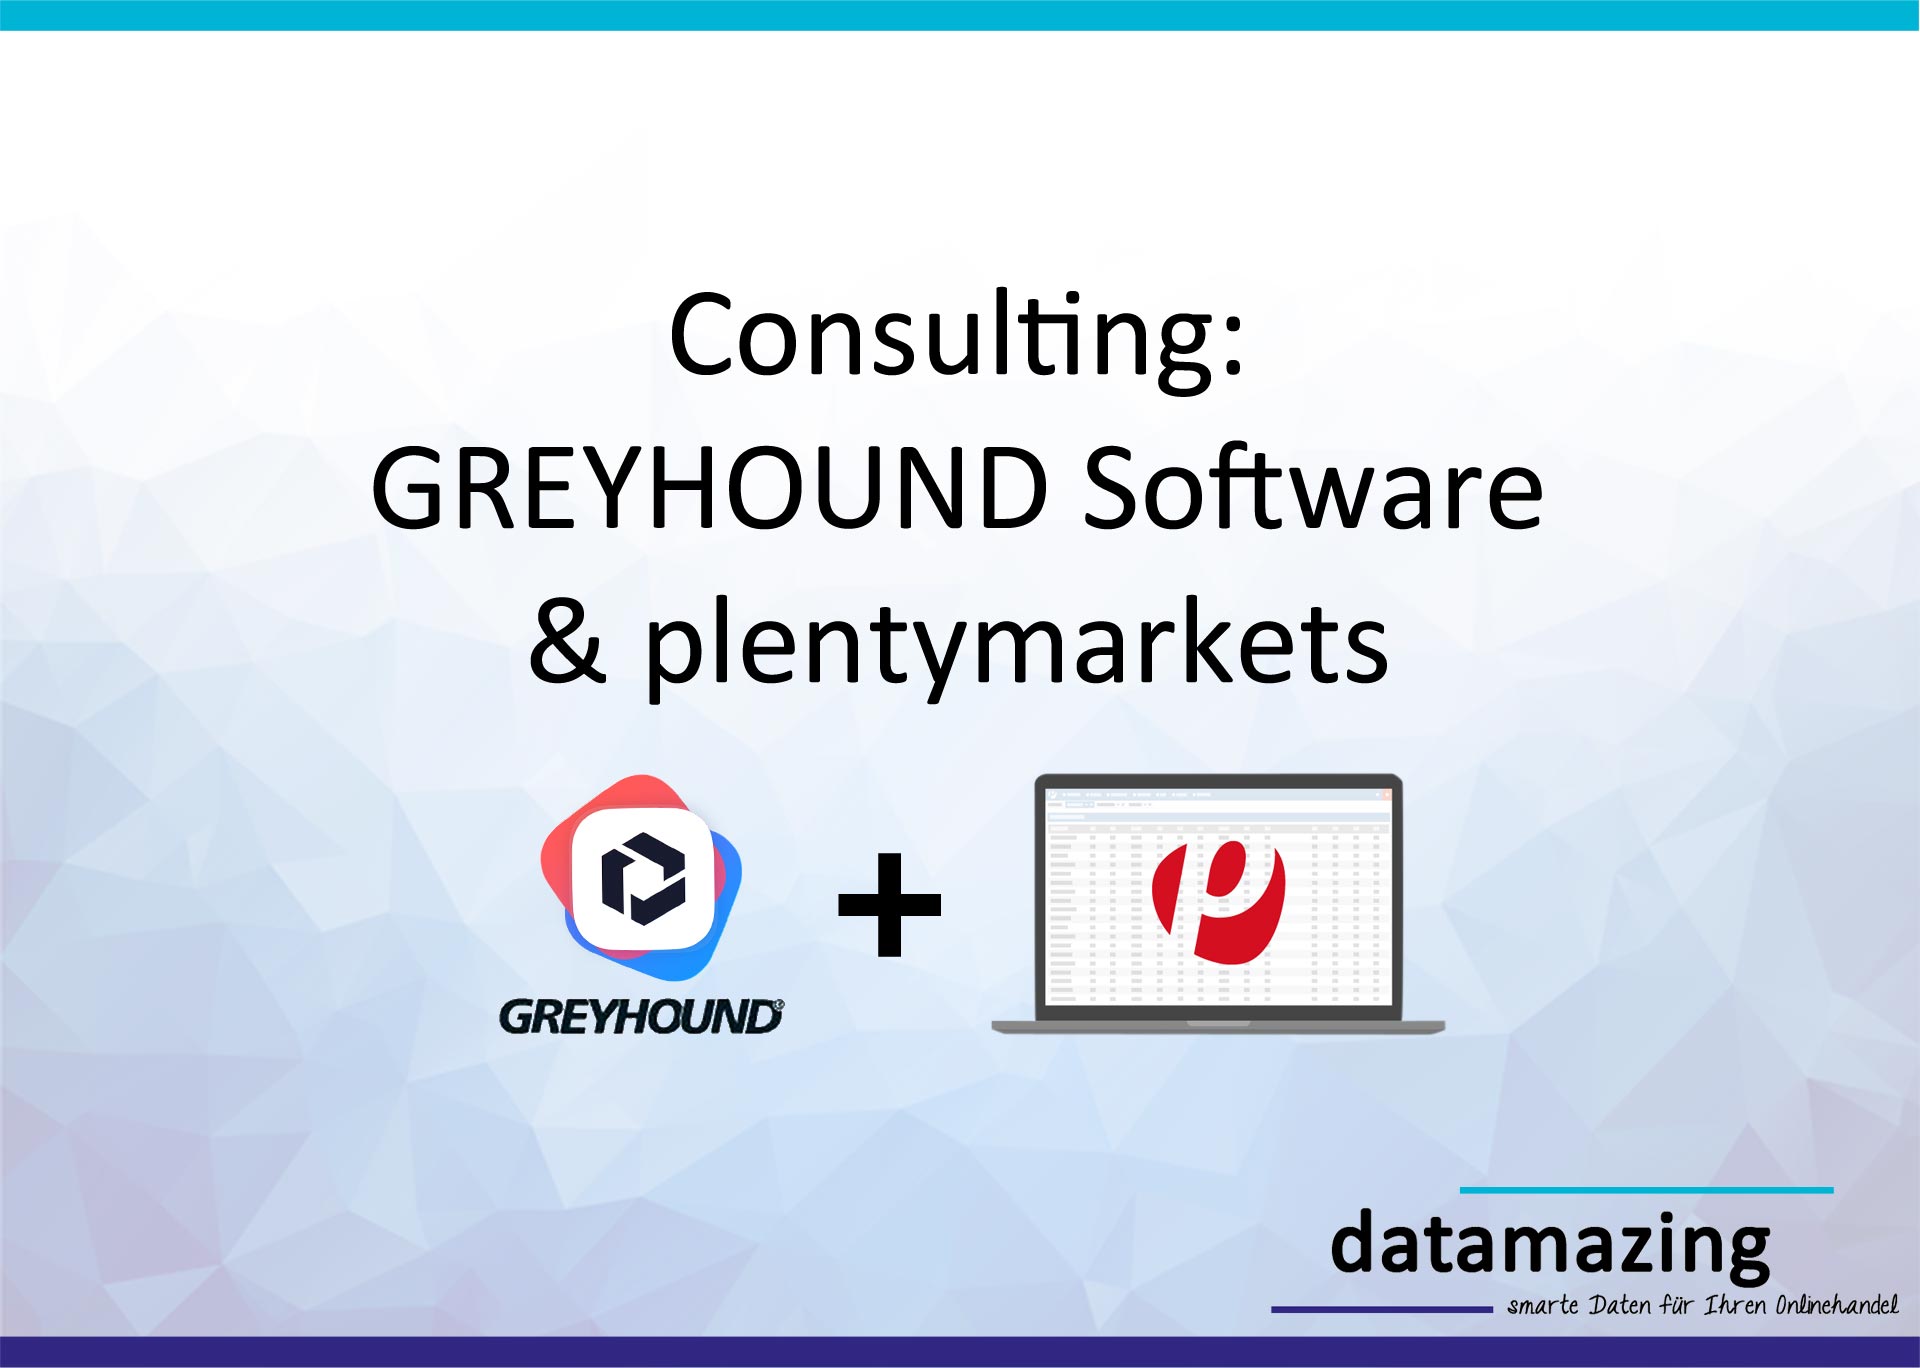 Consulting:
GREYHOUND Software
& plentymarkets
+
GREYHOUND
datamazing
smarte Daten für Ihren Onlinehandel